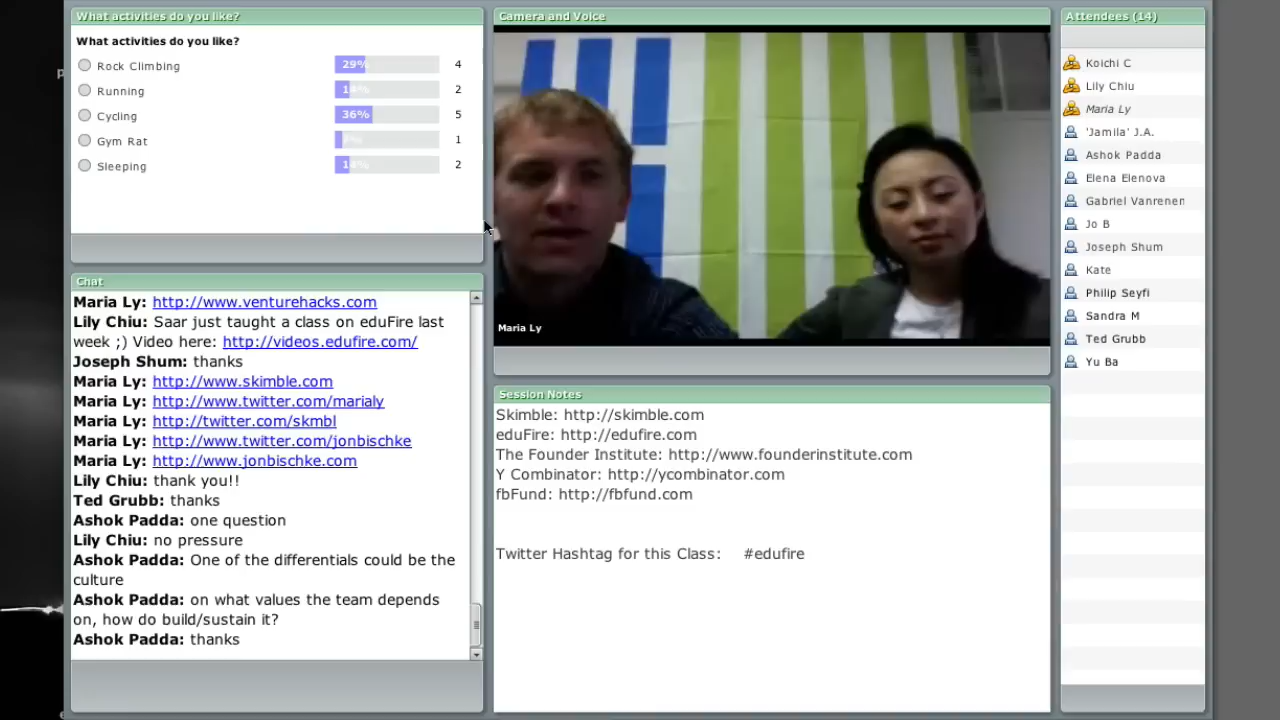 What activities do you like?
What activities do you like?
Rock Climbing 29% 4
Running 2
Cycling 36% 5
Gym Rat 1
Sleeping 2
Chat
Maria Ly: http://www.venturehacks.com
Lily Chiu: Saar just taught a class on eduFire last
week ;) Video here: http://videos.edufire.com/
Joseph Shum: thanks
Maria Ly: http://www.skimble.com
Maria Ly: http://www.twitter.com/marialy
Maria Ly: http://twitter.com/skmbl
Maria Ly: http://www.twitter.com/jonbischke
Maria Ly: http://www.jonbischke.com
Lily Chiu: thank you!!
Ted Grubb: thanks
Ashok Padda: one question
Lily Chiu: no pressure
Ashok Padda: One of the differentials could be the
culture
Ashok Padda: on what values the team depends
on, how do build/sustain it?
Ashok Padda: thanks
Camera and Voice
Maria Ly
Session Notes
Skimble: http://skimble.com
eduFire: http://edufire.com
The Founder Institute: http://www.founderinstitute.com
Y Combinator: http://ycombinator.com
fbFund: http://fbfund.com
Twitter Hashtag for this Class: #edufire
Attendees (14)
Koichi C
Lily Chiu
Maria Ly
'Jamila' J.A.
Ashok Padda
Elena Elenova
Gabriel Vanrenen
Jo B
Joseph Shum
Kate
Philip Seyfi
Sandra M
Ted Grubb
Yu Ba